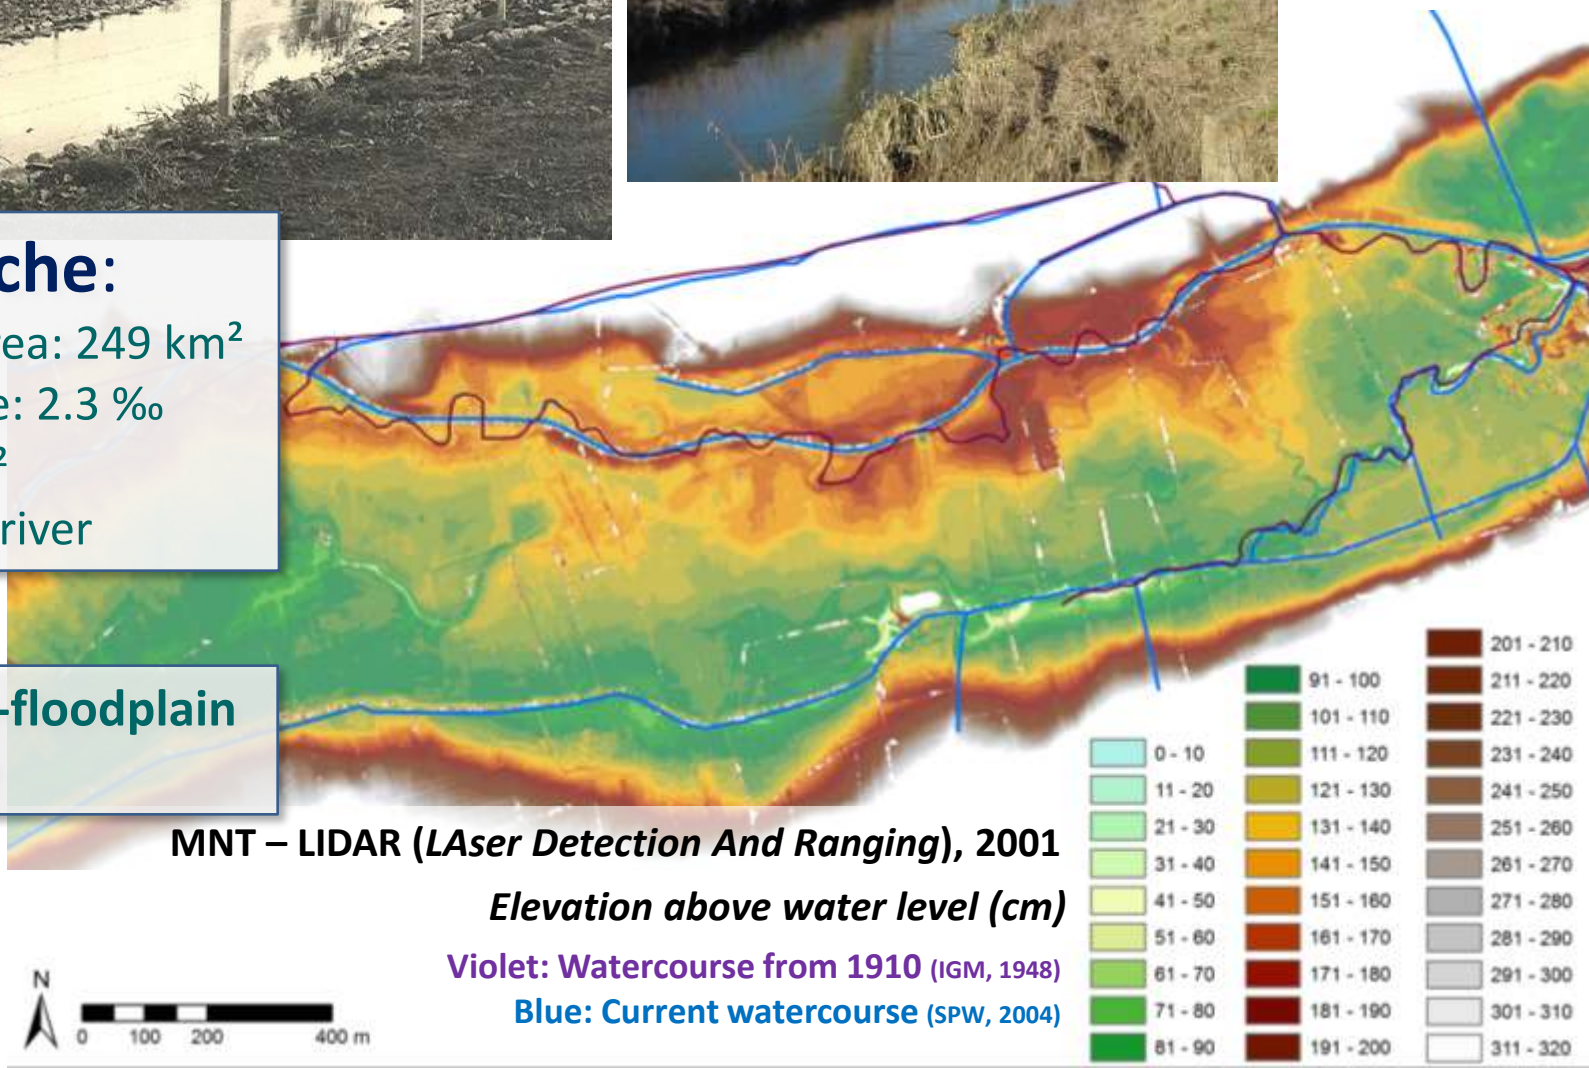 che:
ea: 249 km²
e: 2.3 ‰
²
river
-floodplain
MNT – LIDAR (LAser Detection And Ranging), 2001
Elevation above water level (cm)
Violet: Watercourse from 1910 (IGM, 1948)
Blue: Current watercourse (SPW, 2004)
N
0 100 200 400 m
0 - 10
11 - 20
21 - 30
31 - 40
41 - 50
51 - 60
61 - 70
71 - 80
81 - 90
91 - 100
101 - 110
111 - 120
121 - 130
131 - 140
141 - 150
151 - 160
161 - 170
171 - 180
181 - 190
191 - 200
201 - 210
211 - 220
221 - 230
231 - 240
241 - 250
251 - 260
261 - 270
271 - 280
281 - 290
291 - 300
301 - 310
311 - 320